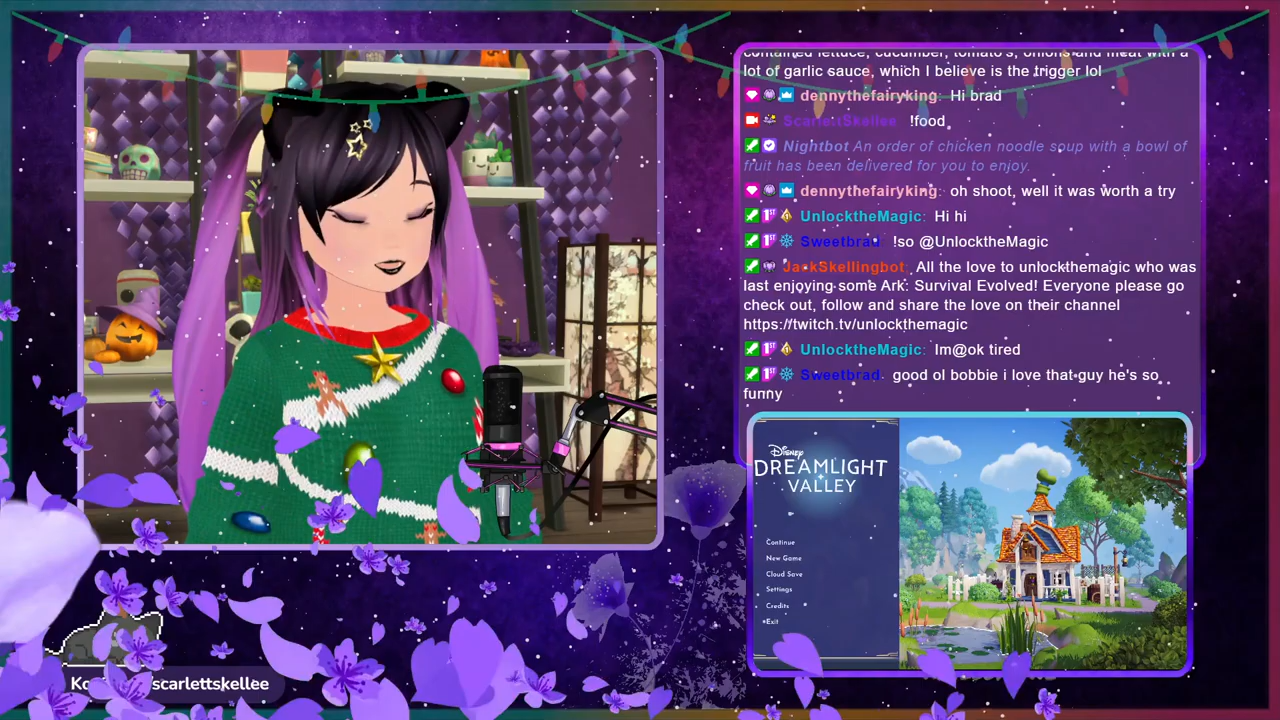 contained lettuce, cucumber, tomato's, onions and meat with a
lot of garlic sauce, which I believe is the trigger lol
dennythefairyking: Hi brad
ScarlettSkellee !food
Nightbot An order of chicken noodle soup with a bowl of
fruit has been delivered for you to enjoy.
dennythefairyking: oh shoot, well it was worth a try
1ST UnlocktheMagic: Hi hi
1ST Sweetbrad: !so @UnlocktheMagic
JackSkellingbot: All the love to unlockthemagic who was
last enjoying some Ark: Survival Evolved! Everyone please go
check out, follow and share the love on their channel
https://twitch.tv/unlockthemagic
1ST UnlocktheMagic: Im@ok tired
1ST Sweetbrad: good ol bobbie i love that guy he's so
funny
Disney
DREAMLIGHT
VALLEY
Continue
New Game
Cloud Save
Settings
Credits
Exit
scarlettskellee